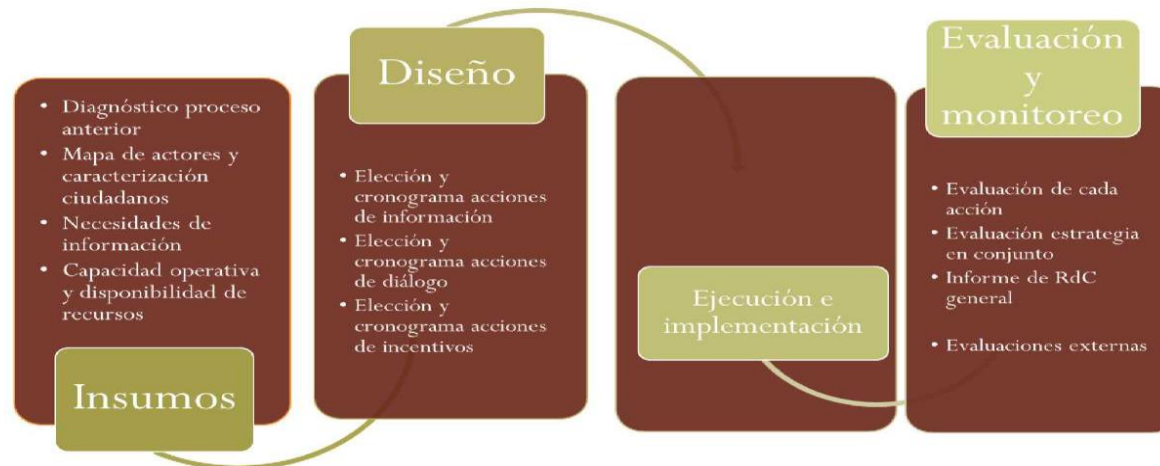 • Diagnóstico proceso
anterior
• Mapa de actores y
caracterización
ciudadanos
• Necesidades de
información
• Capacidad operativa
y disponibilidad de
recursos
Insumos
Diseño
• Elección y
cronograma acciones
de información
• Elección y
cronograma acciones
de diálogo
• Elección y
cronograma acciones
de incentivos
Ejecución e
implementación
Evaluación
y
monitoreo
• Evaluación de cada
acción
• Evaluación estrategia
en conjunto
• Informe de RdC
general
• Evaluaciones externas